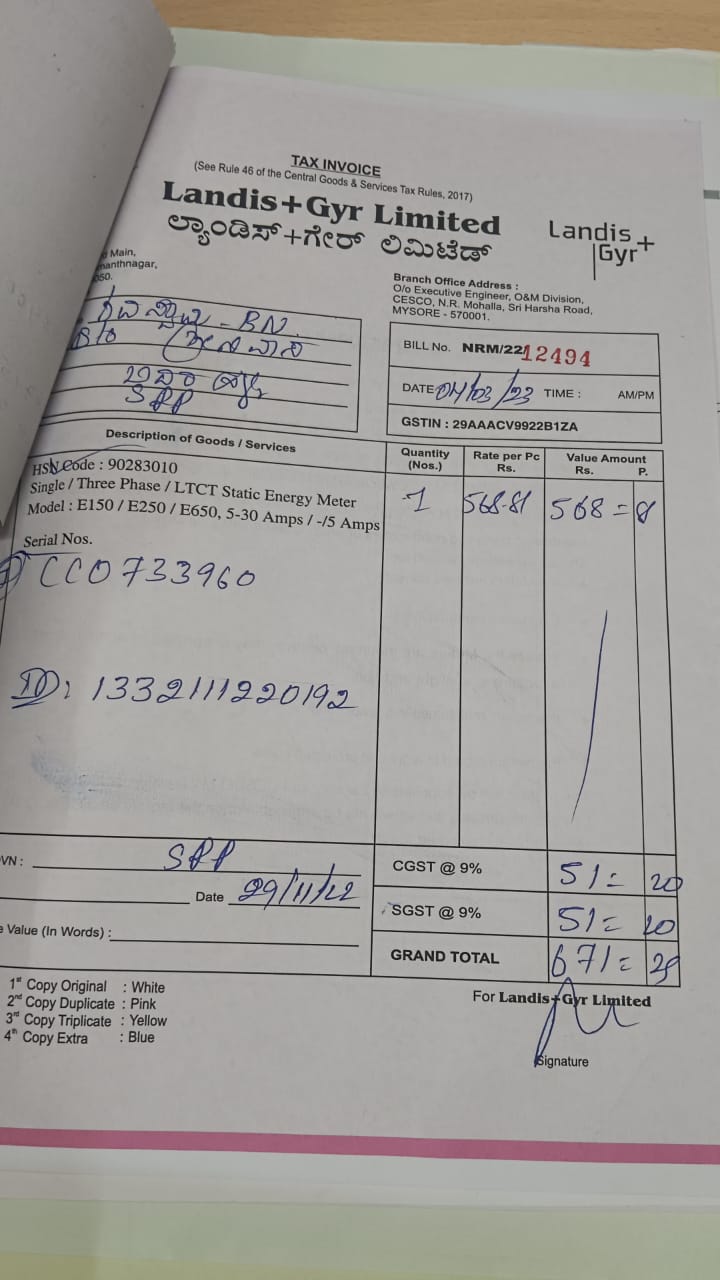 TAX INVOICE
(See Rule 46 of the Central Goods & Services Tax Rules, 2017)
Landis+Gyr Limited
ಲ್ಯಾಂಡಿಸ್+ಗೇರ್ ಲಿಮಿಟೆಡ್
Landis+
Gyr
Main,
manthnagar,
050.
Branch Office Address :
O/o Executive Engineer, O&M Division,
CESCO, N.R. Mohalla, Sri Harsha Road,
MYSORE - 570001.
BN
S/o
SPP
BILL No. NRM/22/ 12494
DATE 04/03/23 TIME : AM/PM
GSTIN : 29AAACV9922B1ZA
Description of Goods / Services Quantity (Nos.) Rate per Pc Rs. Value Amount Rs. P.
HSN Code : 90283010
Single / Three Phase / LTCT Static Energy Meter
Model : E150 / E250 / E650, 5-30 Amps / -/5 Amps
1 568-81 568 = 8
Serial Nos.
CC0733960
ID: 1332111220192
VN : SPP
Date 29/11/22
Value (In Words) :
CGST @ 9% 51 = 20
SGST @ 9% 51 = 20
GRAND TOTAL 671 =
1st Copy Original : White
2nd Copy Duplicate : Pink
3rd Copy Triplicate : Yellow
4th Copy Extra : Blue
For Landis+Gyr Limited
Signature